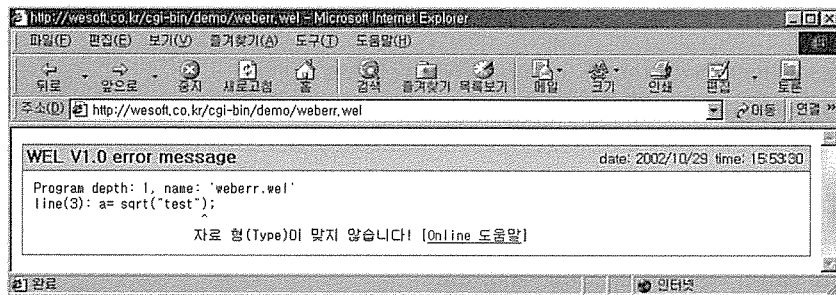 http://wesoft.co.kr/cgi-bin/demo/weberr.wel - Microsoft Internet Explorer
파일(F) 편집(E) 보기(V) 즐겨찾기(A) 도구(T) 도움말(H)
뒤로 앞으로 중지 새로고침 홈 검색 즐겨찾기 목록보기 메일 크기 인쇄 편집 토론
주소(D) http://wesoft.co.kr/cgi-bin/demo/weberr.wel 이동 연결 »
WEL V1.0 error message date: 2002/10/29 time: 15:53:30
Program depth: 1, name: 'weberr.wel'
line(3): a= sqrt("test");
^
자료 형(Type)이 맞지 않습니다! [Online 도움말]
완료 인터넷